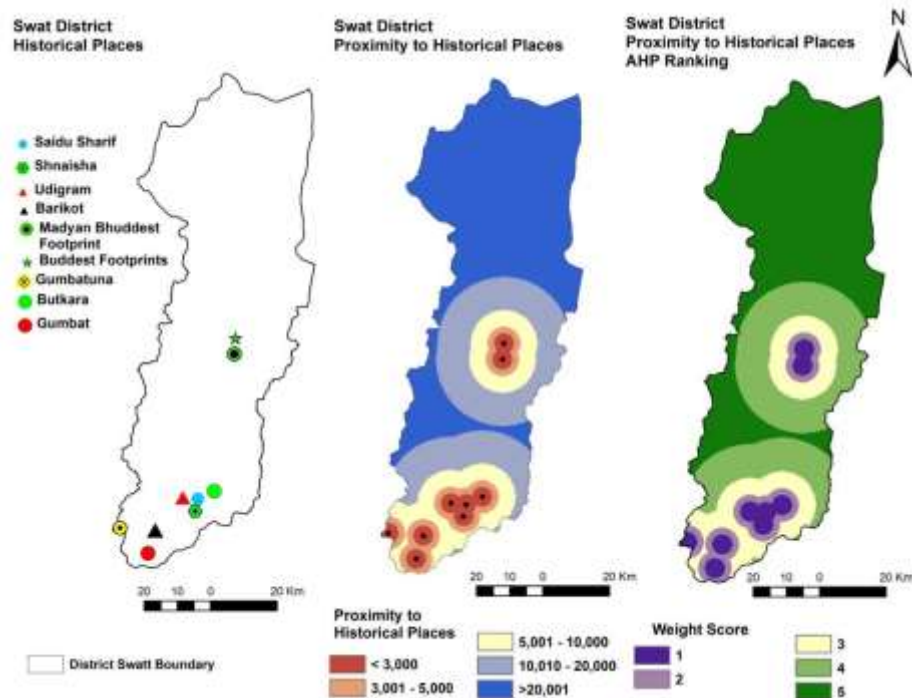 Swat District
Historical Places
Saidu Sharif
Shnaisha
Udigram
Barikot
Madyan Bhuddest
Footprint
Buddest Footprints
Gumbatuna
Butkara
Gumbat
20 10 0 20 Km
District Swatt Boundary
Swat District
Proximity to Historical Places
20 10 0 20 Km
Proximity to
Historical Places
< 3,000
3,001 - 5,000
5,001 - 10,000
10,010 - 20,000
>20,001
Swat District
Proximity to Historical Places
AHP Ranking
N
20 10 0 20 Km
Weight Score
1
2
3
4
5